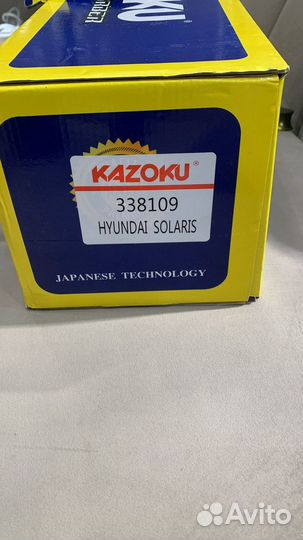 KAZOKU®
338109
HYUNDAI SOLARIS
JAPANESE TECHNOLOGY
Avito